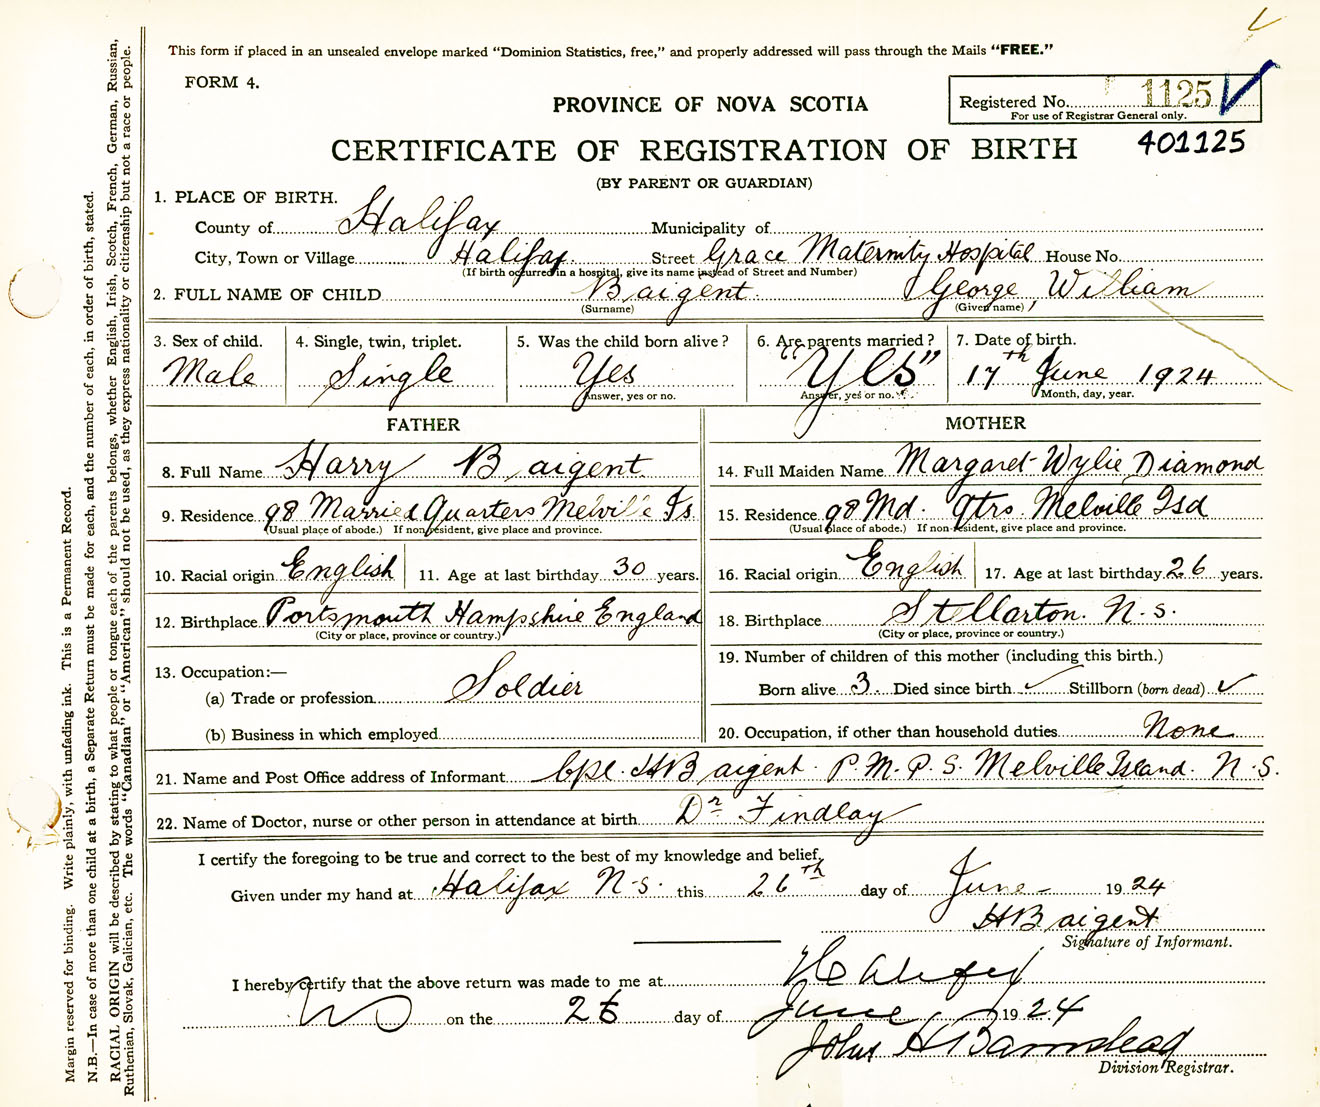 This form if placed in an unsealed envelope marked "Dominion Statistics, free," and properly addressed will pass through the Mails "FREE."
FORM 4.
Registered No. 1125
For use of Registrar General only.
PROVINCE OF NOVA SCOTIA
401125
CERTIFICATE OF REGISTRATION OF BIRTH
(BY PARENT OR GUARDIAN)
1. PLACE OF BIRTH.
County of Halifax Municipality of
City, Town or Village Halifax Street Grace Maternity Hospital House No.
(If birth occurred in a hospital, give its name instead of Street and Number)
2. FULL NAME OF CHILD Baigent George, William
(Surname) (Given name)
3. Sex of child. 4. Single, twin, triplet. 5. Was the child born alive? 6. Are parents married? 7. Date of birth.
Male Single Yes "Yes" 17th June 1924
Answer, yes or no. Answer, yes or no. Month, day, year.
FATHER MOTHER
8. Full Name Harry Baigent 14. Full Maiden Name Margaret Wylie Diamond
9. Residence 98 Married Quarters Melville Is. 15. Residence 98 Md. Qtrs. Melville Isd
(Usual place of abode.) If non-resident, give place and province. (Usual place of abode.) If non-resident, give place and province.
10. Racial origin English 11. Age at last birthday 30 years. 16. Racial origin English 17. Age at last birthday 26 years.
12. Birthplace Portsmouth Hampshire England 18. Birthplace Stellarton. N.S.
(City or place, province or country.) (City or place, province or country.)
13. Occupation:— 19. Number of children of this mother (including this birth.)
(a) Trade or profession Soldier Born alive 3. Died since birth ✓ Stillborn (born dead) ✓
(b) Business in which employed 20. Occupation, if other than household duties None
21. Name and Post Office address of Informant Cpl. H Baigent. P.M.P.S. Melville Island. N.S.
22. Name of Doctor, nurse or other person in attendance at birth Dr Findlay
I certify the foregoing to be true and correct to the best of my knowledge and belief.
Given under my hand at Halifax N.S. this 26th day of June 1924
H Baigent
Signature of Informant.
I hereby certify that the above return was made to me at Halifax
on the 26 day of June 1924
John H Barnstead
Division Registrar.
Margin reserved for binding. Write plainly, with unfading ink. This is a Permanent Record.
N.B.—In case of more than one child at a birth, a Separate Return must be made for each, and the number of each, in order of birth, stated.
RACIAL ORIGIN will be described by stating to what people or tongue each of the parents belongs, whether English, Irish, Scotch, French, German, Russian,
Ruthenian, Slovak, Galician, etc. The words "Canadian" or "American" should not be used, as they express nationality or citizenship but not a race or people.